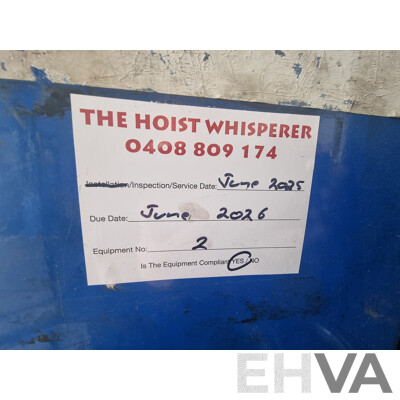 THE HOIST WHISPERER
0408 809 174
Installation/Inspection/Service Date: June 2025
Due Date: June 2026
Equipment No: 2
Is The Equipment Compliant YES/NO
EHVA